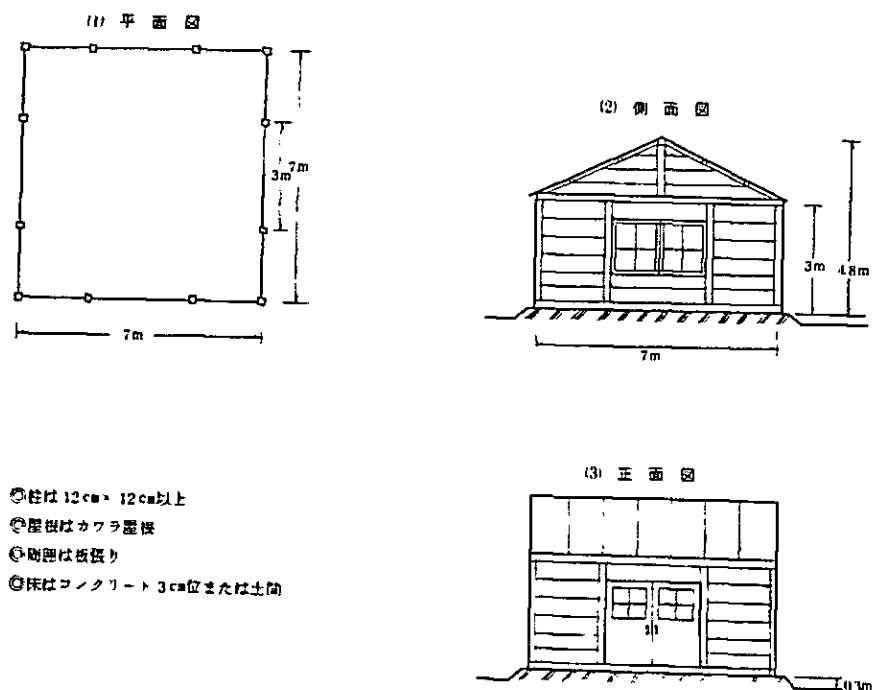 (1) 平面図
3m
7m
7m
(2) 側面図
3m
4.8m
7m
◎柱は12cm×12cm以上
◎屋根はカワラ屋根
◎周囲は板張り
◎床はコンクリート3cm位または土間
(3) 正面図
0.3m